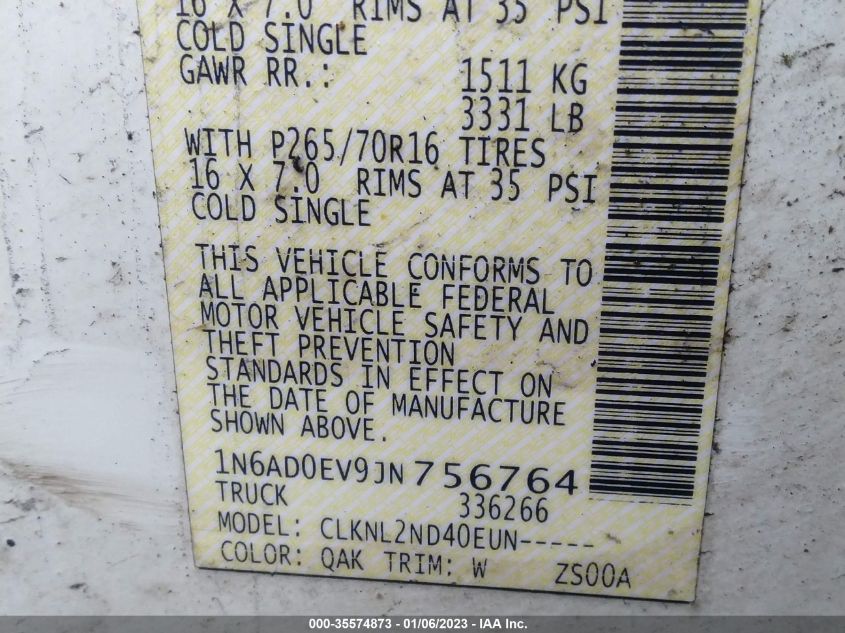 16 X 7.0 RIMS AT 35 PSI
COLD SINGLE
GAWR RR.: 1511 KG
3331 LB
WITH P265/70R16 TIRES
16 X 7.0 RIMS AT 35 PSI
COLD SINGLE
THIS VEHICLE CONFORMS TO
ALL APPLICABLE FEDERAL
MOTOR VEHICLE SAFETY AND
THEFT PREVENTION
STANDARDS IN EFFECT ON
THE DATE OF MANUFACTURE
SHOWN ABOVE.
1N6AD0EV9JN756764
TRUCK 336266
MODEL: CLKNL2ND40EUN-----
COLOR: QAK TRIM: W ZS00A
000-35574873 - 01/06/2023 - IAA Inc.